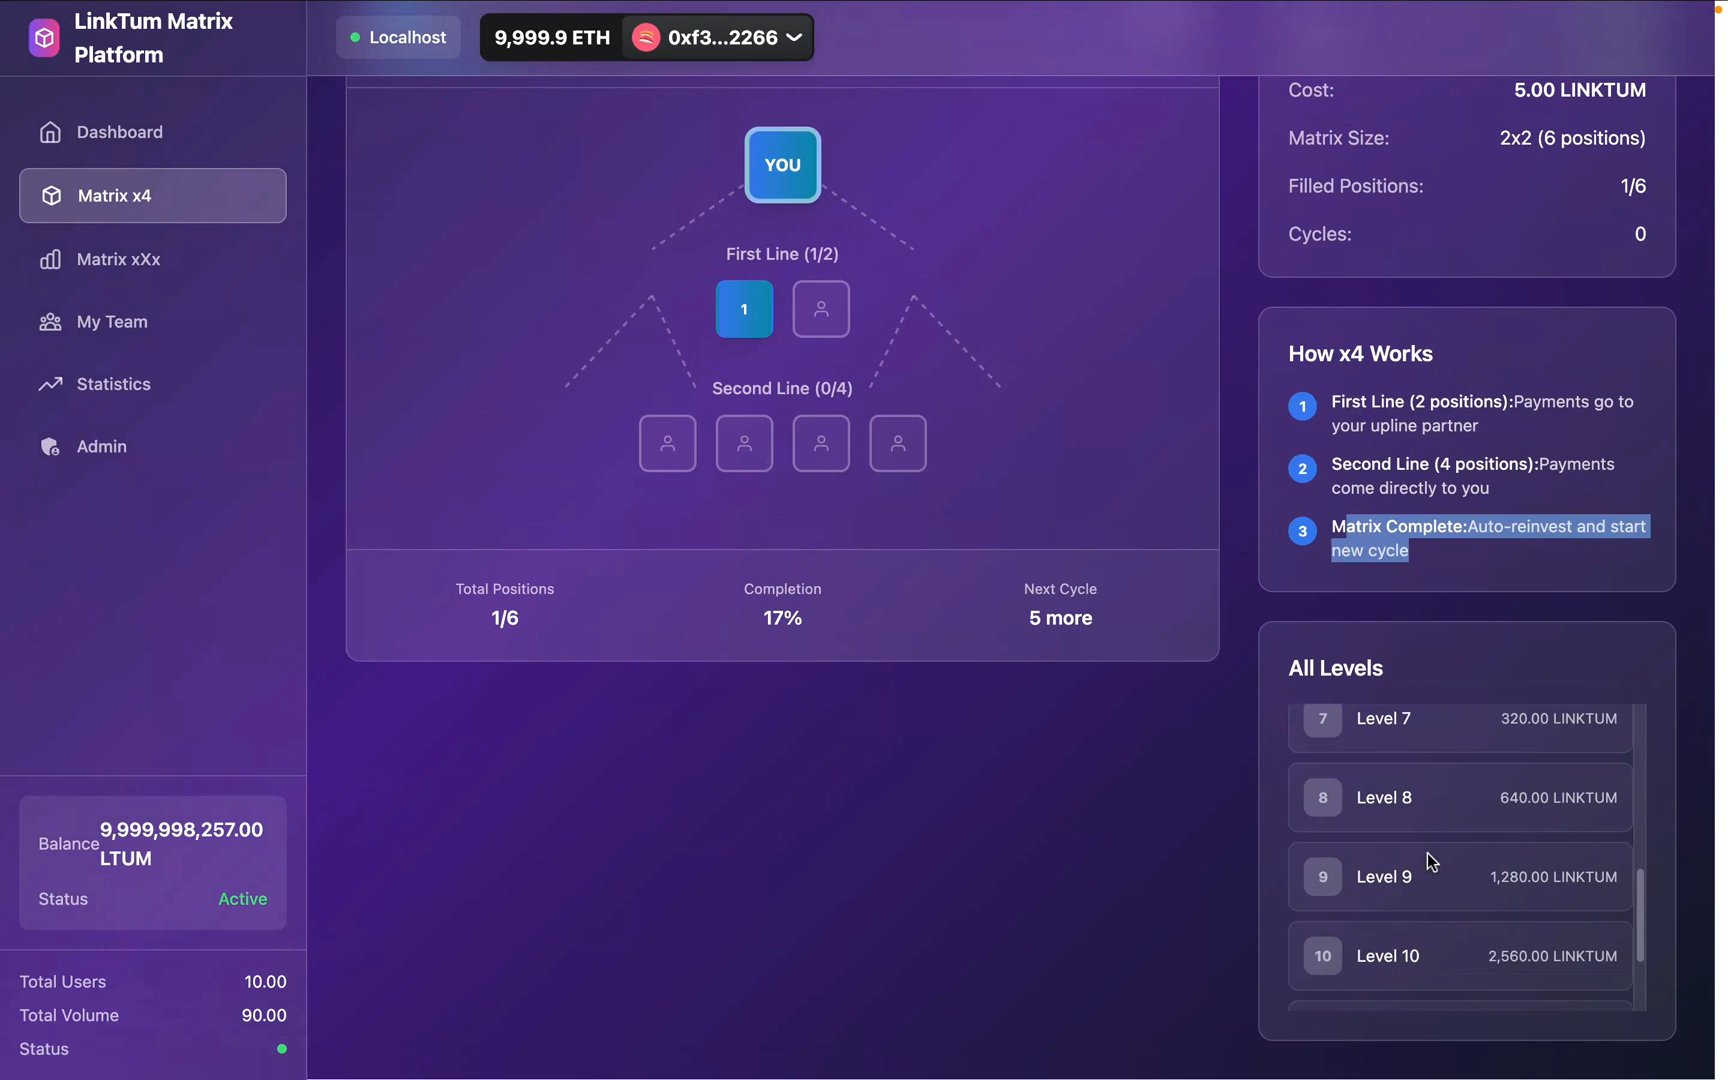 LinkTum Matrix
Platform
Localhost
9,999.9 ETH
0xf3...2266
Dashboard
Matrix x4
Matrix xXx
My Team
Statistics
Admin
Balance
9,999,998,257.00
LTUM
Status
Active
Total Users
10.00
Total Volume
90.00
Status
YOU
First Line (1/2)
1
Second Line (0/4)
Total Positions
1/6
Completion
17%
Next Cycle
5 more
Cost:
5.00 LINKTUM
Matrix Size:
2x2 (6 positions)
Filled Positions:
1/6
Cycles:
0
How x4 Works
1
First Line (2 positions):Payments go to
your upline partner
2
Second Line (4 positions):Payments
come directly to you
3
Matrix Complete:Auto-reinvest and start
new cycle
All Levels
7
Level 7
320.00 LINKTUM
8
Level 8
640.00 LINKTUM
9
Level 9
1,280.00 LINKTUM
10
Level 10
2,560.00 LINKTUM